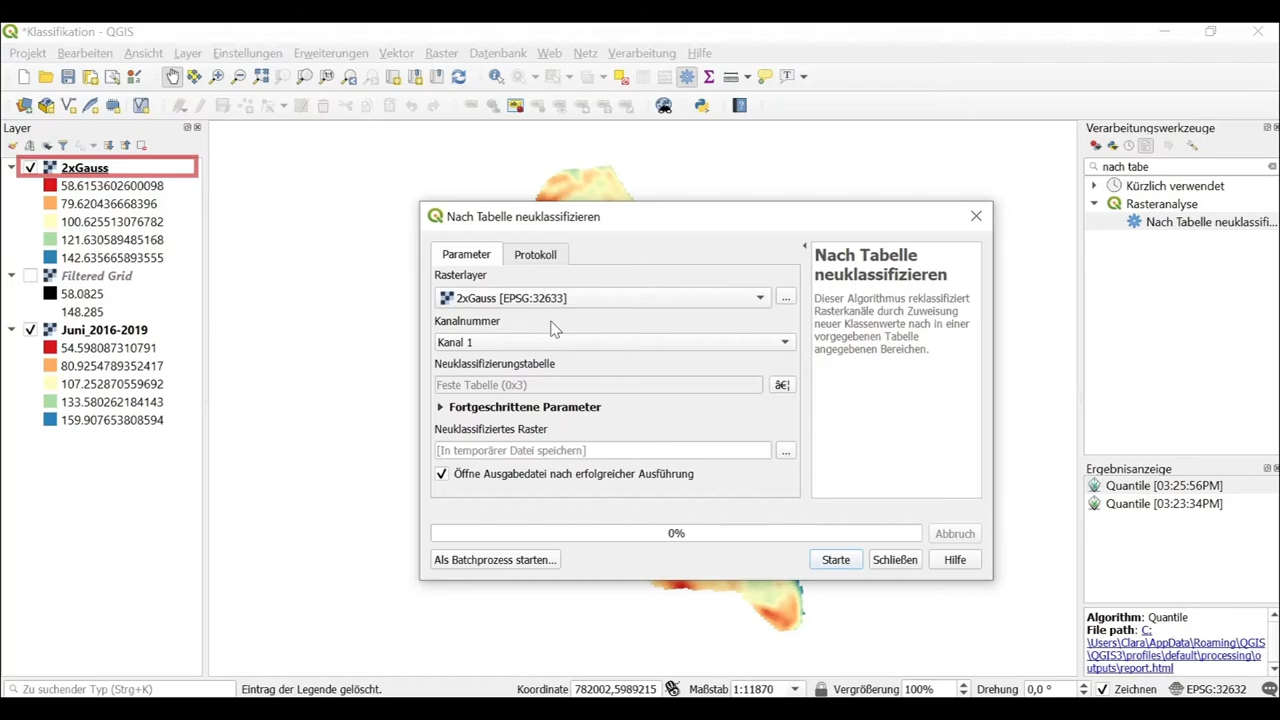 *Klassifikation - QGIS
Projekt Bearbeiten Ansicht Layer Einstellungen Erweiterungen Vektor Raster Datenbank Web Netz Verarbeitung Hilfe
Layer
2xGauss
58.6153602600098
79.620438668396
100.625513076782
121.630589485168
142.635665893555
Filtered Grid
58.0825
148.285
Juni_2016-2019
54.598087310791
80.9254789352417
107.252870559692
133.580262184143
159.907653808594
Nach Tabelle neuklassifizieren
Parameter Protokoll
Rasterlayer
2xGauss [EPSG:32633]
...
Kanalnummer
Kanal 1
Neuklassifizierungstabelle
Feste Tabelle (0x3)
â€¦
Fortgeschrittene Parameter
Neuklassifiziertes Raster
[In temporärer Datei speichern]
...
Öffne Ausgabedatei nach erfolgreicher Ausführung
Nach Tabelle
neuklassifizieren
Dieser Algorithmus reklassifiziert
Rasterkanäle durch Zuweisung
neuer Klassenwerte nach in einer
vorgegebenen Tabelle
angegebenen Bereichen.
0%
Abbruch
Als Batchprozess starten...
Starte
Schließen
Hilfe
Verarbeitungswerkzeuge
nach tabe
Kürzlich verwendet
Rasteranalyse
Nach Tabelle neuklassifi...
Ergebnisanzeige
Quantile [03:25:56PM]
Quantile [03:23:34PM]
Algorithm: Quantile
File path: C:
\Users\Clara\AppData\Roaming\QGIS
\QGIS3\profiles\default\processing\o
utputs\report.html
Zu suchender Typ (Strg+K)
Eintrag der Legende gelöscht.
Koordinate 782002,5989215
Maßstab 1:11870
Vergrößerung 100%
Drehung 0,0 °
Zeichnen
EPSG:32632